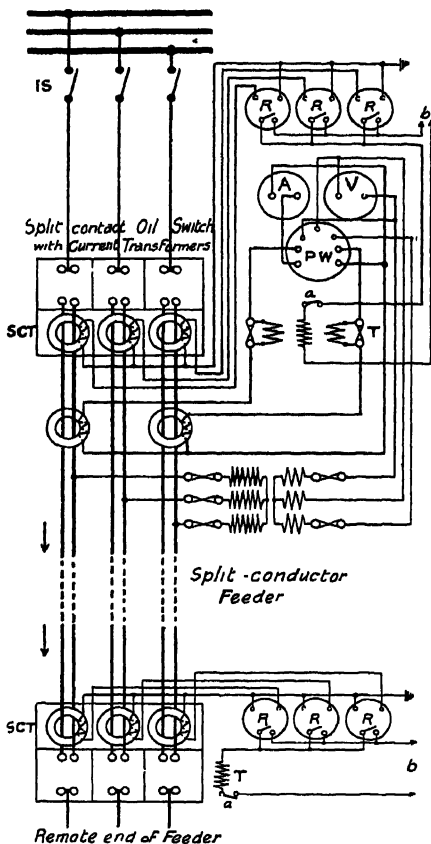 IS
R R R
b
A V
Split contact Oil Switch
with Current Transformers
PW
a
SCT
T
Split-conductor
Feeder
SCT
R R R
T
b
a
Remote end of Feeder